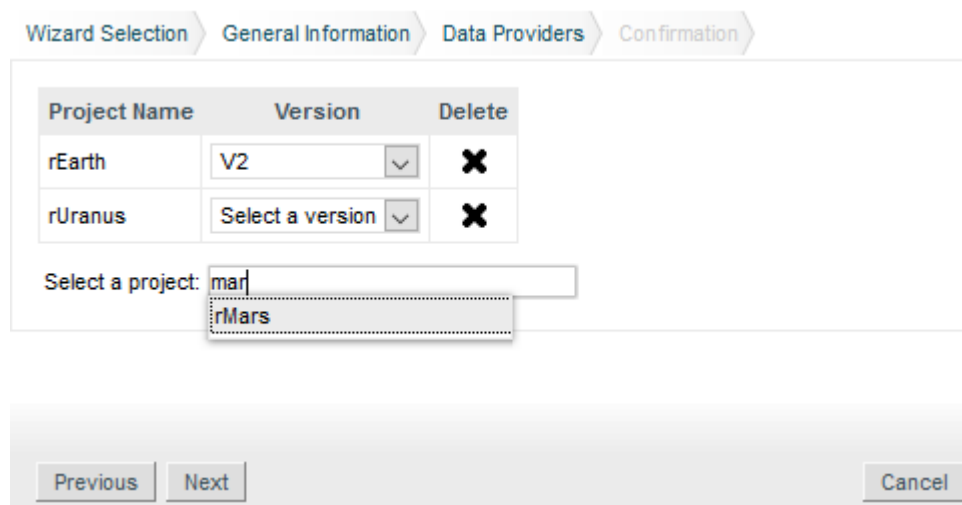 Wizard Selection General Information Data Providers Confirmation
Project Name Version Delete
rEarth V2
rUranus Select a version
Select a project: mar
rMars
Previous Next Cancel